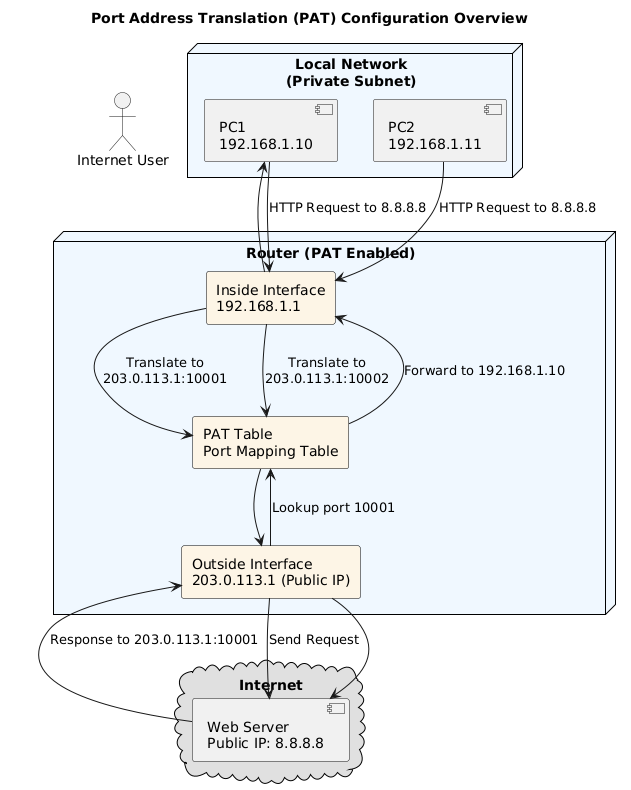 Port Address Translation (PAT) Configuration Overview
Local Network
(Private Subnet)
PC1
192.168.1.10
PC2
192.168.1.11
Internet User
HTTP Request to 8.8.8.8
HTTP Request to 8.8.8.8
Router (PAT Enabled)
Inside Interface
192.168.1.1
Translate to
203.0.113.1:10001
Translate to
203.0.113.1:10002
Forward to 192.168.1.10
PAT Table
Port Mapping Table
Lookup port 10001
Outside Interface
203.0.113.1 (Public IP)
Response to 203.0.113.1:10001
Send Request
Internet
Web Server
Public IP: 8.8.8.8